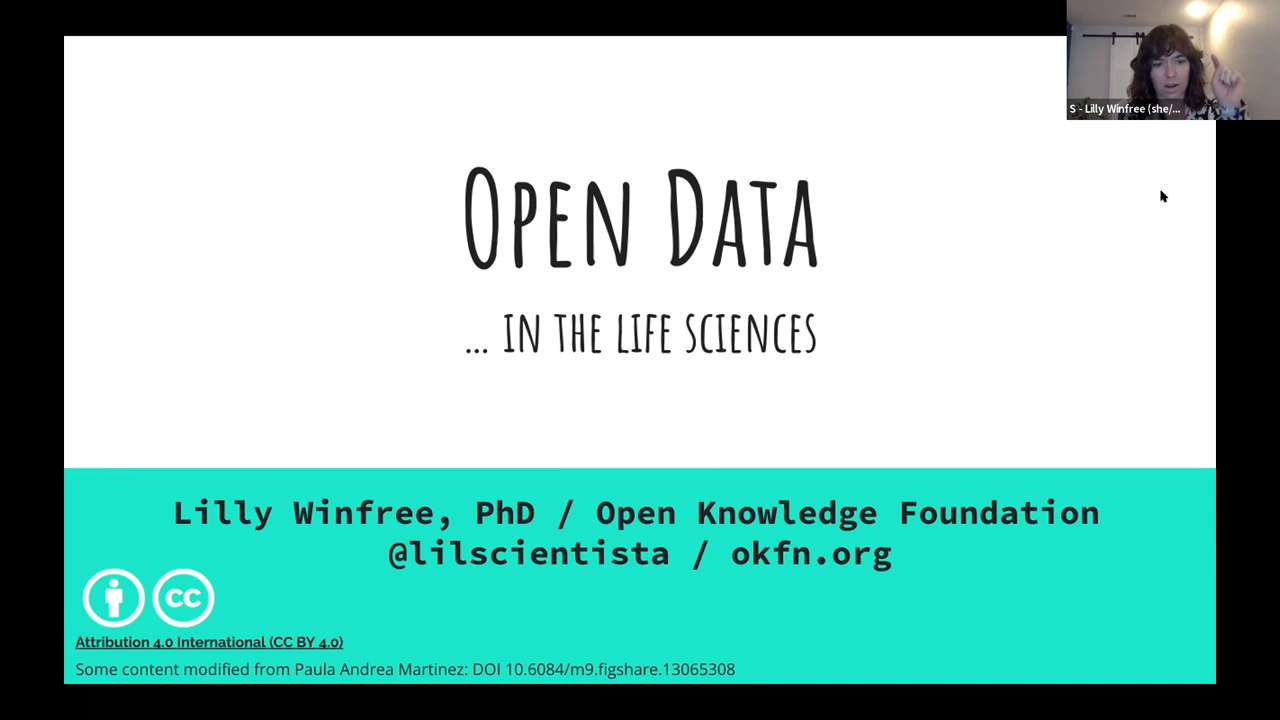 S - Lilly Winfree (she/...
OPEN DATA
... IN THE LIFE SCIENCES
Lilly Winfree, PhD / Open Knowledge Foundation
@lilscientista / okfn.org
CC
Attribution 4.0 International (CC BY 4.0)
Some content modified from Paula Andrea Martinez: DOI 10.6084/m9.figshare.13065308